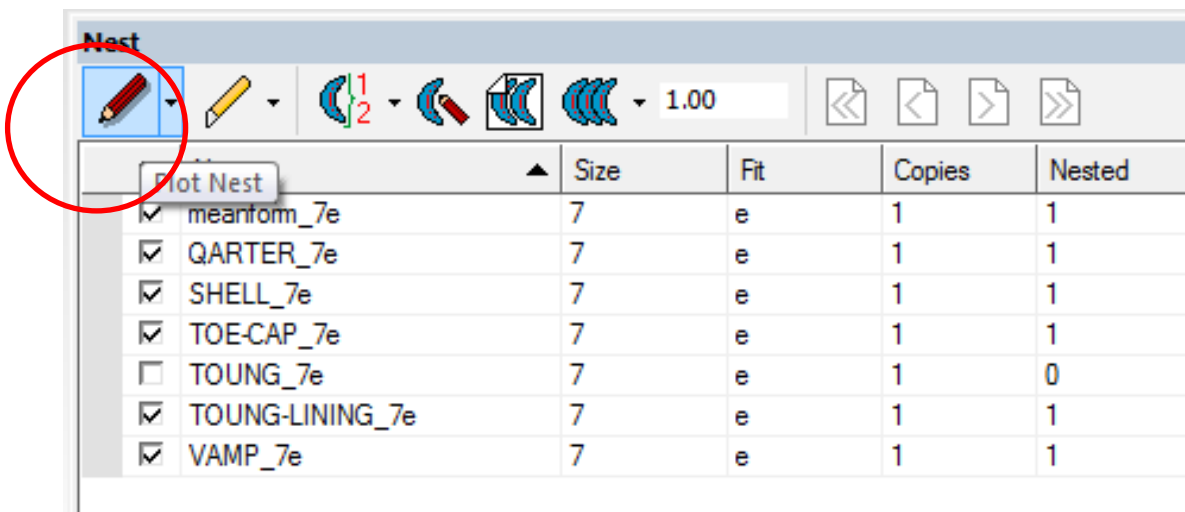 Nest
1 2 1.00
Size Fit Copies Nested
Plot Nest
meanform_7e 7 e 1 1
QARTER_7e 7 e 1 1
SHELL_7e 7 e 1 1
TOE-CAP_7e 7 e 1 1
TOUNG_7e 7 e 1 0
TOUNG-LINING_7e 7 e 1 1
VAMP_7e 7 e 1 1